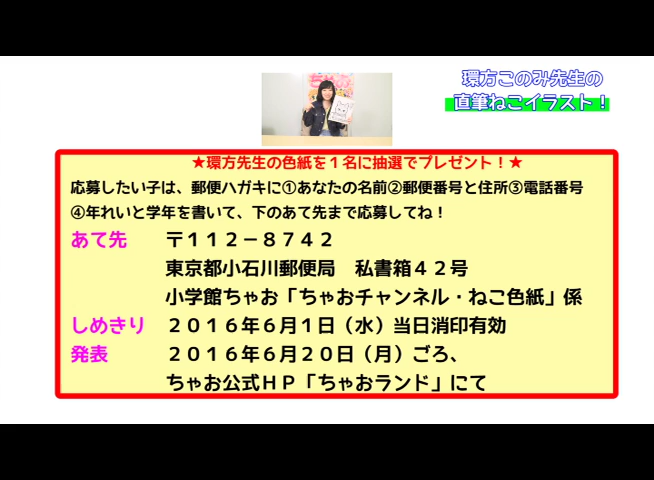 ちゃお
環方このみ先生の
直筆ねこイラスト！
★環方先生の色紙を１名に抽選でプレゼント！★
応募したい子は、郵便ハガキに①あなたの名前②郵便番号と住所③電話番号
④年れいと学年を書いて、下のあて先まで応募してね！
あて先　〒１１２－８７４２
東京都小石川郵便局　私書箱４２号
小学館ちゃお「ちゃおチャンネル・ねこ色紙」係
しめきり　２０１６年６月１日（水）当日消印有効
発表　２０１６年６月２０日（月）ごろ、
ちゃお公式ＨＰ「ちゃおランド」にて